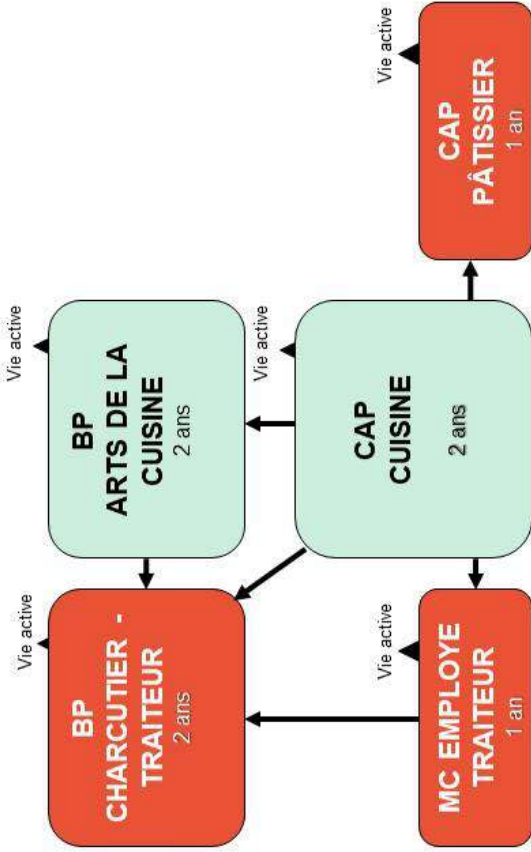 Vie active
BP
CHARCUTIER -
TRAITEUR
2 ans
Vie active
BP
ARTS DE LA
CUISINE
2 ans
Vie active
MC EMPLOYE
TRAITEUR
1 an
Vie active
CAP
CUISINE
2 ans
Vie active
CAP
PÂTISSIER
1 an